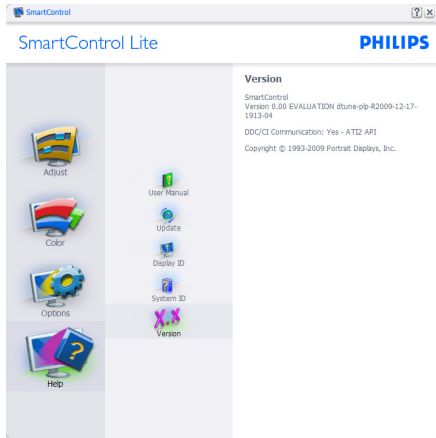 SmartControl
SmartControl Lite
PHILIPS
Adjust
Color
Options
Help
User Manual
Update
Display ID
System ID
X.X
Version
Version
SmartControl
Version 0.00 EVALUATION dtune-plp-R2009-12-17-
1913-04
DDC/CI Communication: Yes - ATI2 API
Copyright © 1993-2009 Portrait Displays, Inc.